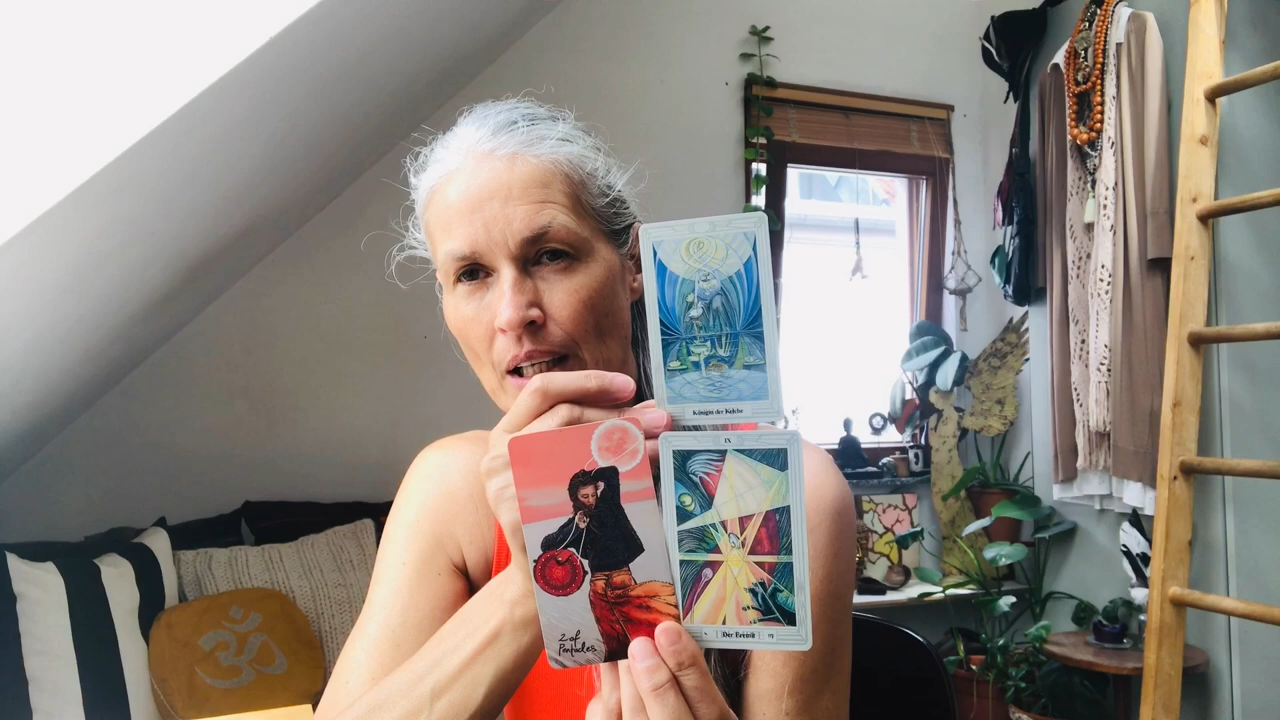 Königin der Kelche
2 of
Pentacles
IX
Der Eremit